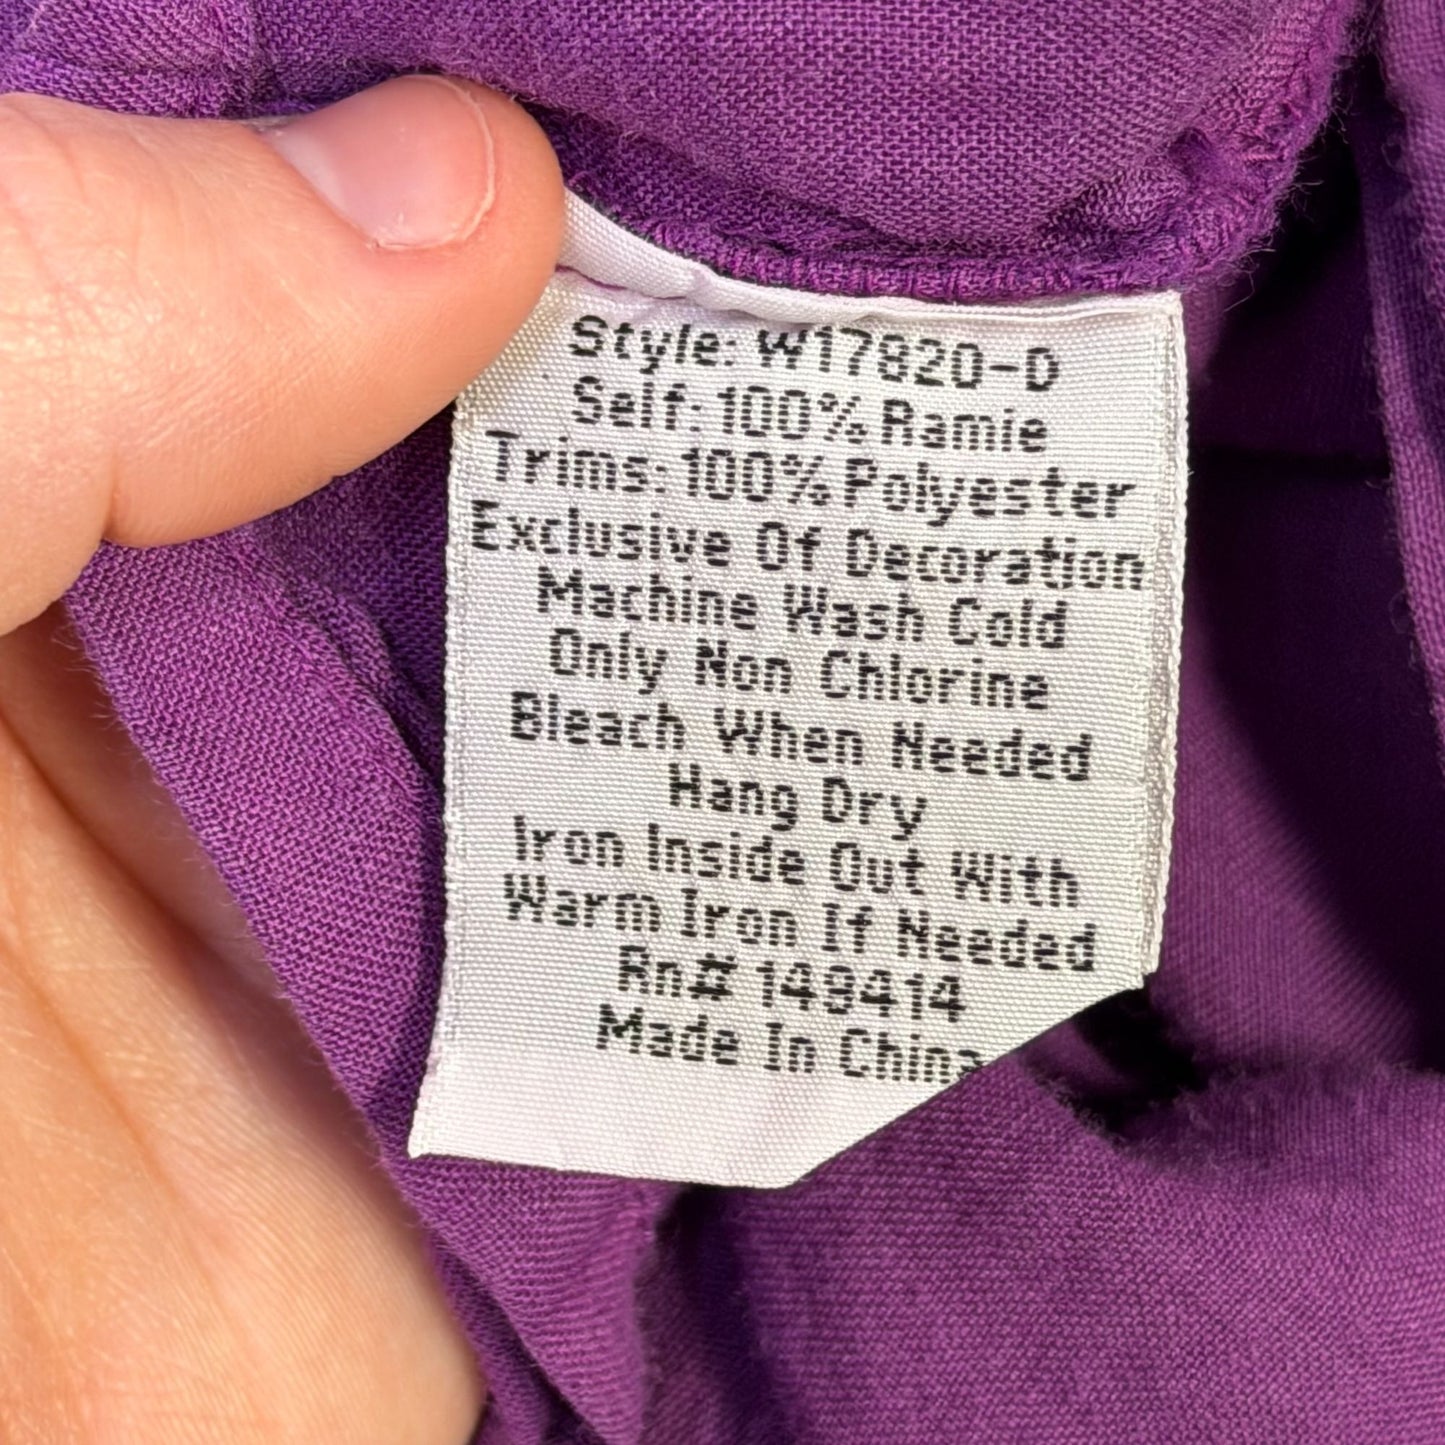 Style: W17820-D
Self: 100% Ramie
Trims: 100% Polyester
Exclusive Of Decoration
Machine Wash Cold
Only Non Chlorine
Bleach When Needed
Hang Dry
Iron Inside Out With
Warm Iron If Needed
Rn# 149414
Made In China